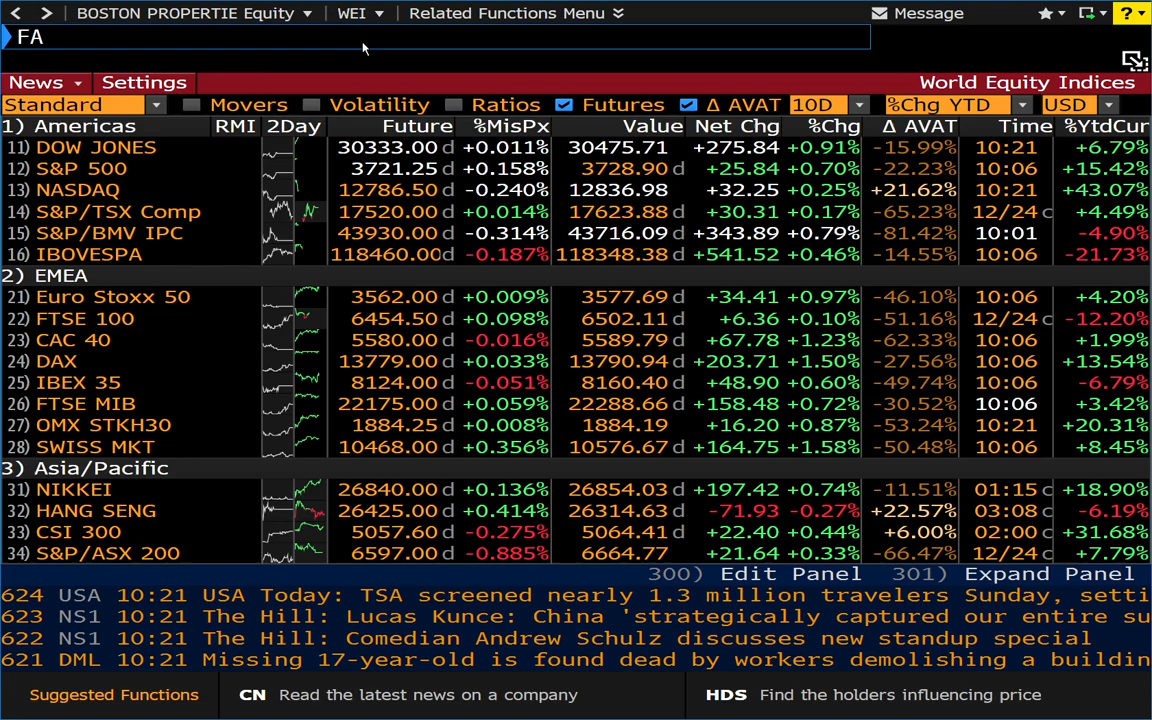 < > BOSTON PROPERTIE Equity ▾ WEI ▾ Related Functions Menu Message ?
FA
News Settings World Equity Indices
Standard Movers Volatility Ratios Futures Δ AVAT 10D %Chg YTD USD
1) Americas RMI 2Day Future %MisPx Value Net Chg %Chg Δ AVAT Time %YtdCur
11) DOW JONES 30333.00 d +0.011% 30475.71 +275.84 +0.91% -15.99% 10:21 +6.79%
12) S&P 500 3721.25 d +0.158% 3728.90 d +25.84 +0.70% -22.23% 10:06 +15.42%
13) NASDAQ 12786.50 d -0.240% 12836.98 +32.25 +0.25% +21.62% 10:21 +43.07%
14) S&P/TSX Comp 17520.00 d +0.014% 17623.88 d +30.31 +0.17% -65.23% 12/24 c +4.49%
15) S&P/BMV IPC 43930.00 d -0.314% 43716.09 d +343.89 +0.79% -81.42% 10:01 -4.90%
16) IBOVESPA 118460.00 d -0.187% 118348.38 d +541.52 +0.46% -14.55% 10:06 -21.73%
2) EMEA
21) Euro Stoxx 50 3562.00 d +0.009% 3577.69 d +34.41 +0.97% -46.10% 10:06 +4.20%
22) FTSE 100 6454.50 d +0.098% 6502.11 d +6.36 +0.10% -51.16% 12/24 c -12.20%
23) CAC 40 5580.00 d -0.016% 5589.79 d +67.78 +1.23% -62.33% 10:06 +1.99%
24) DAX 13779.00 d +0.033% 13790.94 d +203.71 +1.50% -27.56% 10:06 +13.54%
25) IBEX 35 8124.00 d -0.051% 8160.40 d +48.90 +0.60% -49.74% 10:06 -6.79%
26) FTSE MIB 22175.00 d +0.059% 22288.66 d +158.48 +0.72% -30.52% 10:06 +3.42%
27) OMX STKH30 1884.25 d +0.008% 1884.19 +16.20 +0.87% -53.24% 10:21 +20.31%
28) SWISS MKT 10468.00 d +0.356% 10576.67 d +164.75 +1.58% -50.48% 10:06 +8.45%
3) Asia/Pacific
31) NIKKEI 26840.00 d +0.136% 26854.03 d +197.42 +0.74% -11.51% 01:15 c +18.90%
32) HANG SENG 26425.00 d +0.414% 26314.63 d -71.93 -0.27% +22.57% 03:08 c -6.19%
33) CSI 300 5057.60 d -0.275% 5064.41 d +22.40 +0.44% +6.00% 02:00 c +31.68%
34) S&P/ASX 200 6597.00 d -0.885% 6664.77 +21.64 +0.33% -66.47% 12/24 c +7.79%
300) Edit Panel 301) Expand Panel
624 USA 10:21 USA Today: TSA screened nearly 1.3 million travelers Sunday, setti
623 NS1 10:21 The Hill: Lucas Kunce: China 'strategically captured our entire su
622 NS1 10:21 The Hill: Comedian Andrew Schulz discusses new standup special
621 DML 10:21 Missing 17-year-old is found dead by workers demolishing a buildin
Suggested Functions CN Read the latest news on a company HDS Find the holders influencing price